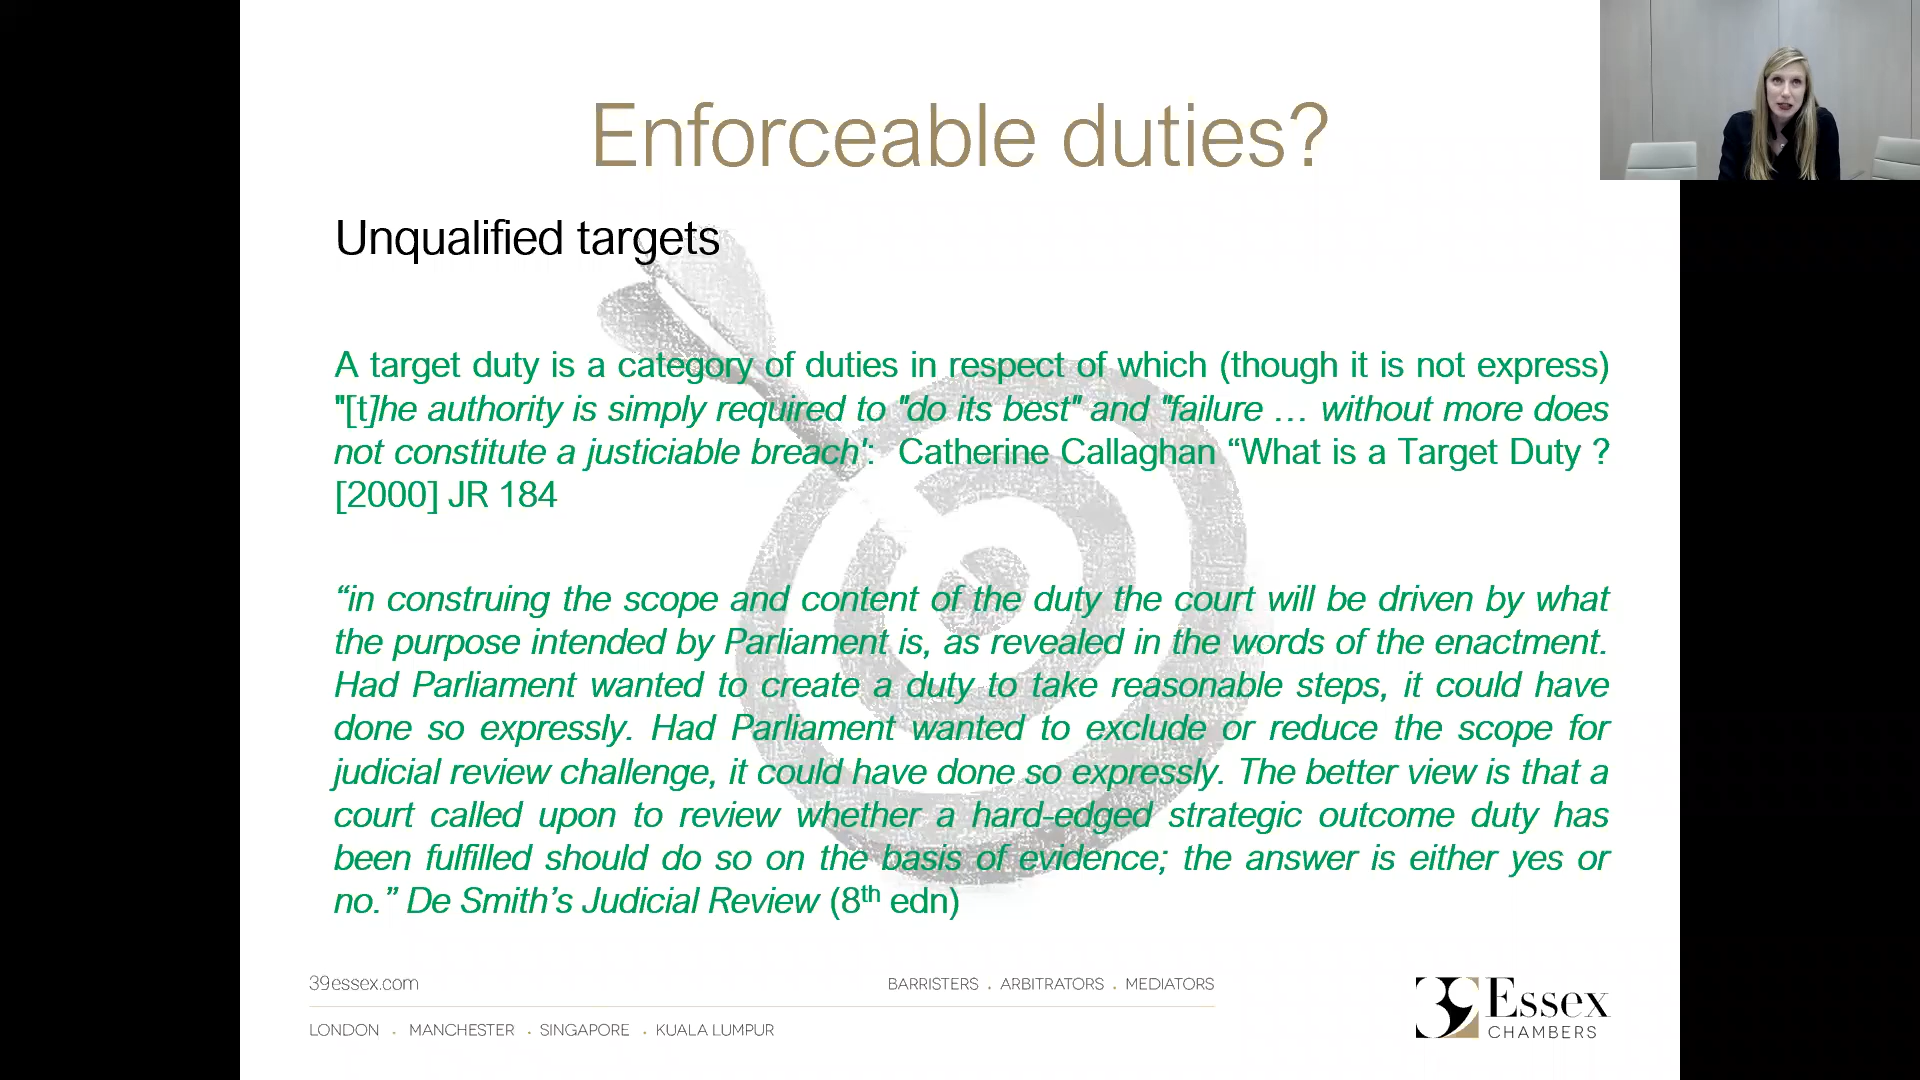 Enforceable duties?
Unqualified targets
A target duty is a category of duties in respect of which (though it is not express)
"[t]he authority is simply required to "do its best" and "failure … without more does
not constitute a justiciable breach': Catherine Callaghan “What is a Target Duty ?
[2000] JR 184
“in construing the scope and content of the duty the court will be driven by what
the purpose intended by Parliament is, as revealed in the words of the enactment.
Had Parliament wanted to create a duty to take reasonable steps, it could have
done so expressly. Had Parliament wanted to exclude or reduce the scope for
judicial review challenge, it could have done so expressly. The better view is that a
court called upon to review whether a hard-edged strategic outcome duty has
been fulfilled should do so on the basis of evidence; the answer is either yes or
no.” De Smith’s Judicial Review (8th edn)
39essex.com
BARRISTERS . ARBITRATORS . MEDIATORS
LONDON . MANCHESTER . SINGAPORE . KUALA LUMPUR
39 Essex
CHAMBERS